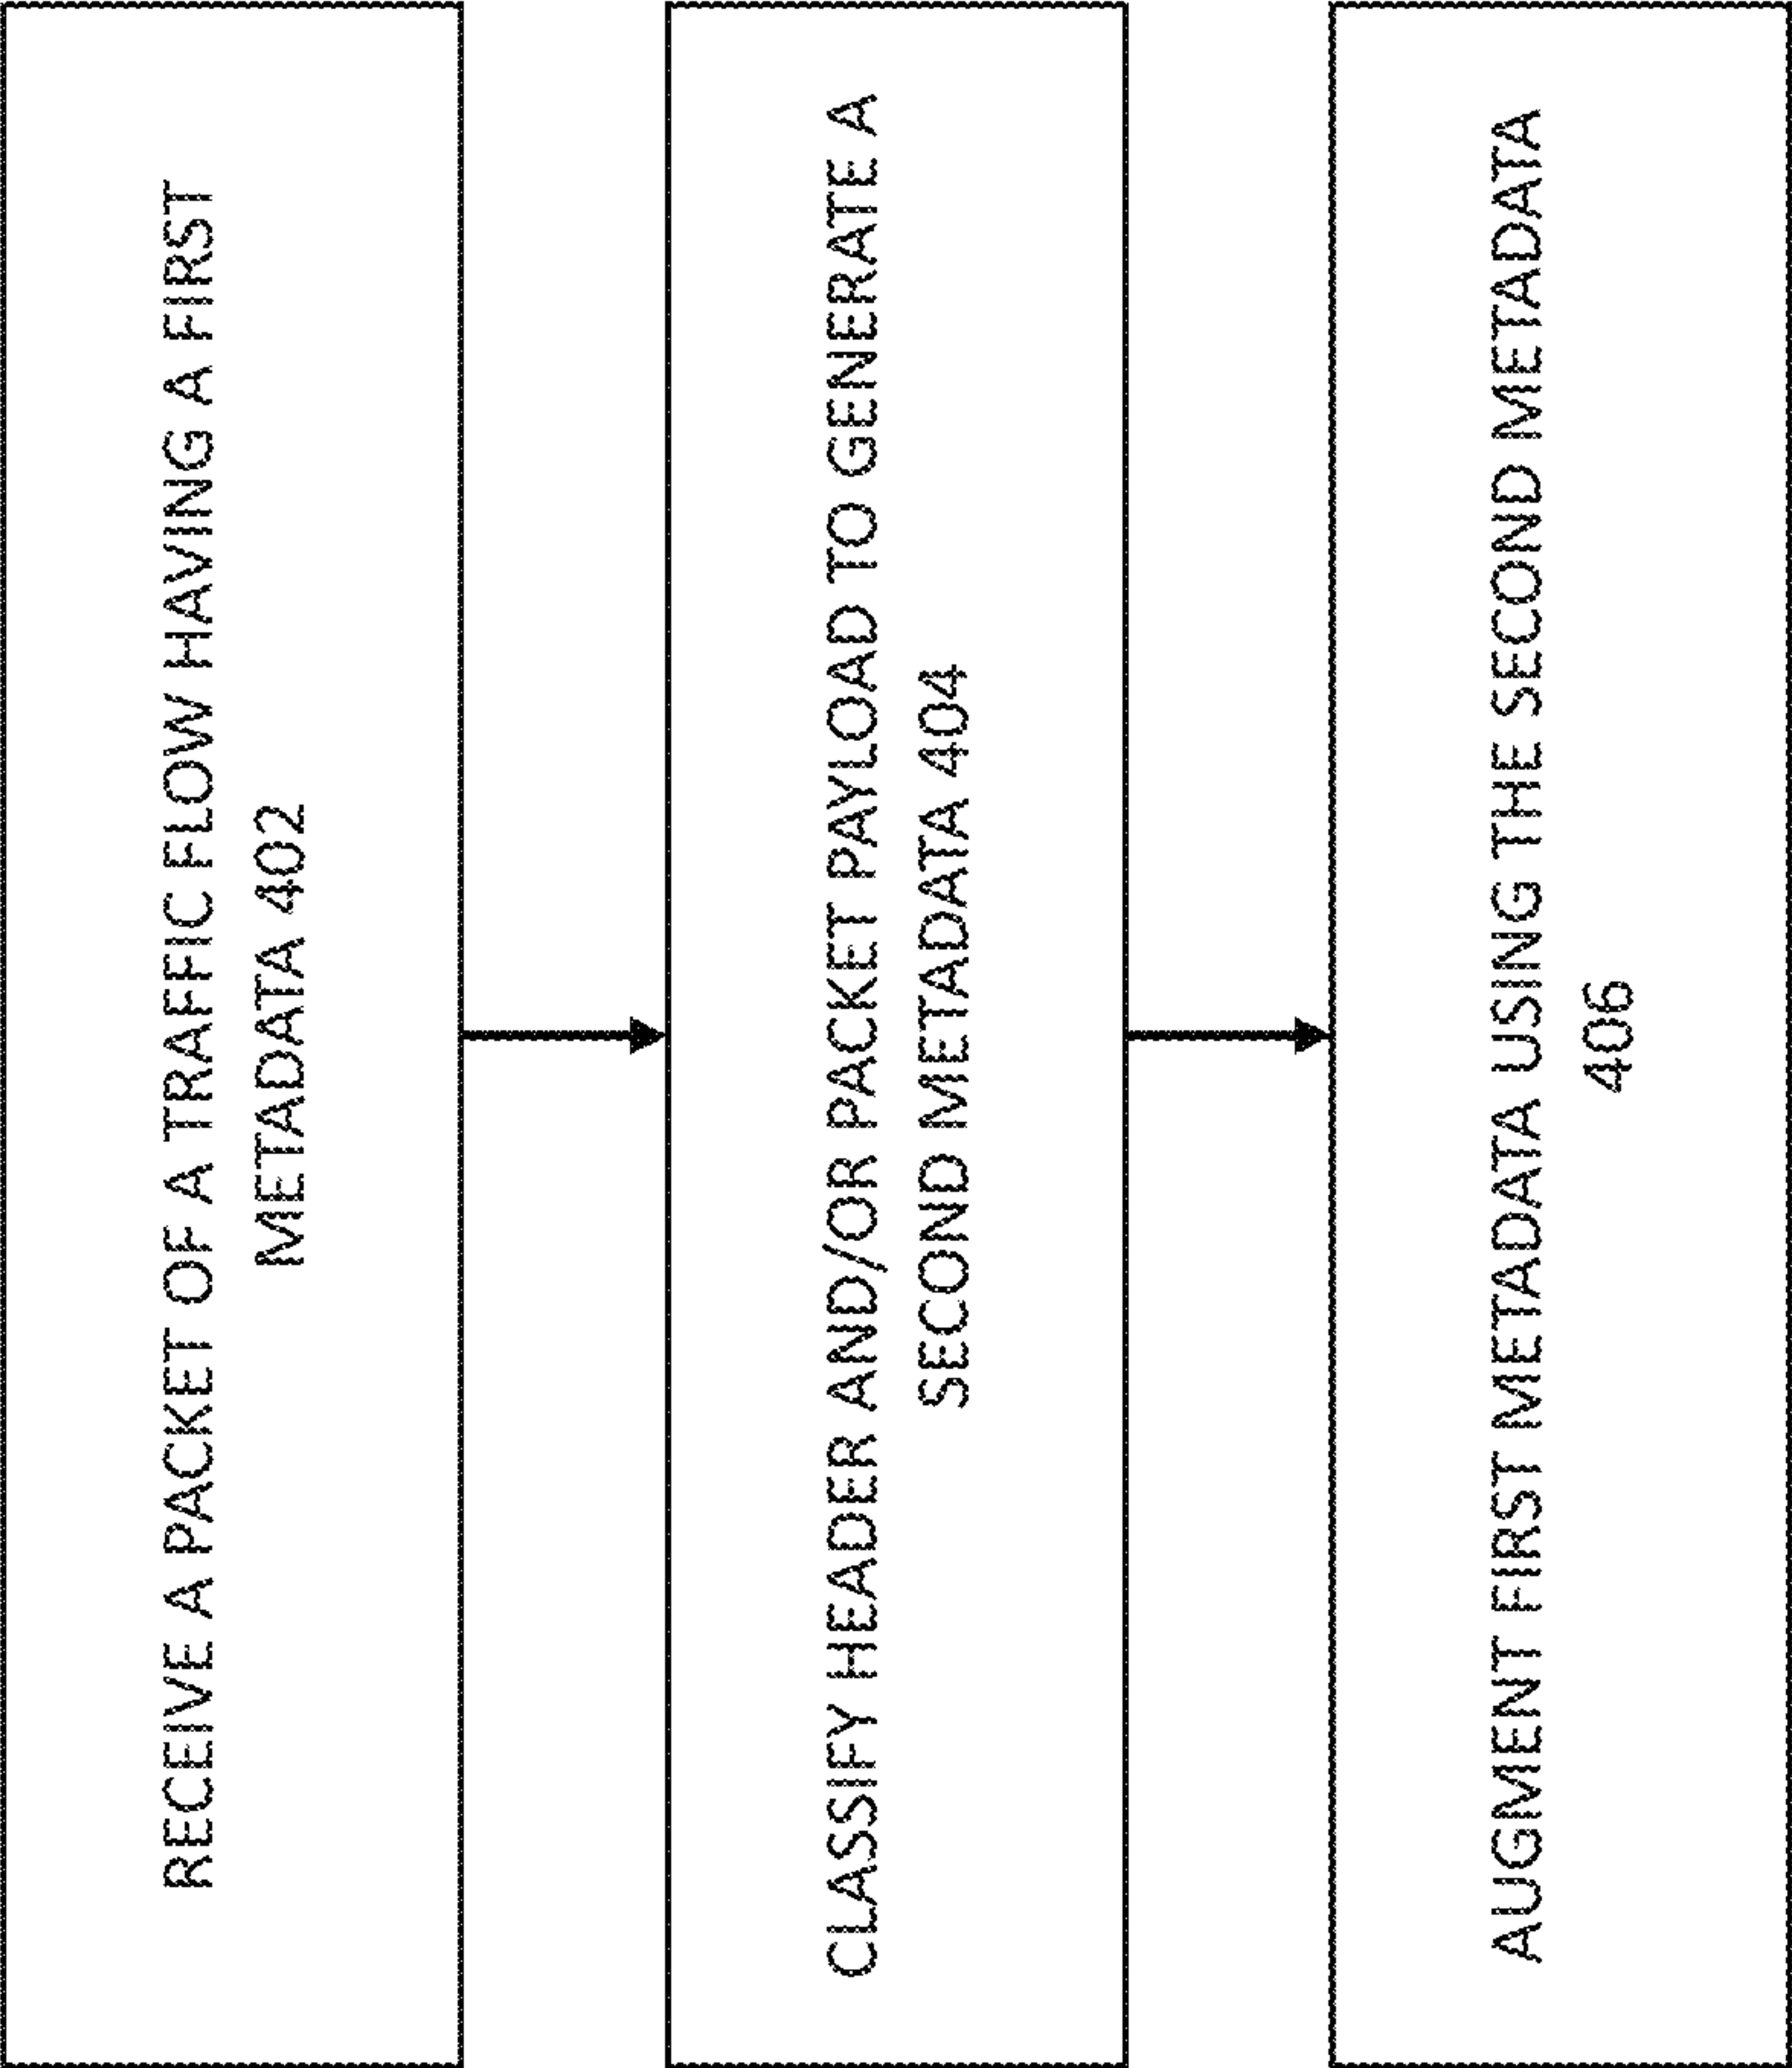 RECEIVE A PACKET OF A TRAFFIC FLOW HAVING A FIRST
METADATA 402
CLASSIFY HEADER AND/OR PACKET PAYLOAD TO GENERATE A
SECOND METADATA 404
AUGMENT FIRST METADATA USING THE SECOND METADATA
406